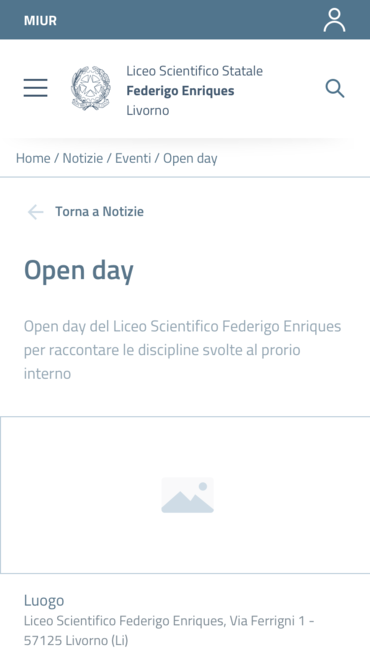 MIUR
Liceo Scientifico Statale
Federigo Enriques
Livorno
Home / Notizie / Eventi / Open day
Torna a Notizie
Open day
Open day del Liceo Scientifico Federigo Enriques
per raccontare le discipline svolte al prorio
interno
Luogo
Liceo Scientifico Federigo Enriques, Via Ferrigni 1 -
57125 Livorno (Li)